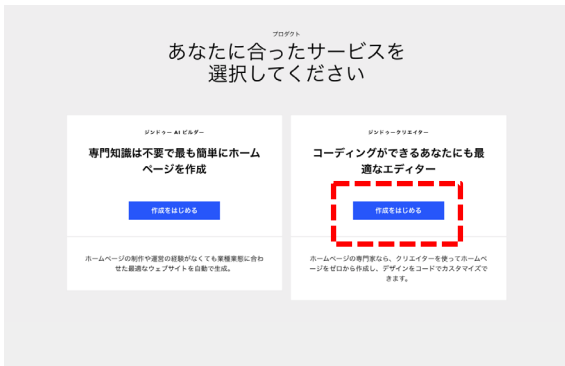 プロダクト
あなたに合ったサービスを
選択してください
ジンドゥー AI ビルダー
専門知識は不要で最も簡単にホーム
ページを作成
作成をはじめる
ホームページの制作や運営の経験がなくても業種業態に合わ
せた最適なウェブサイトを自動で生成。
ジンドゥークリエイター
コーディングができるあなたにも最
適なエディター
作成をはじめる
ホームページの専門家なら、クリエイターを使ってホームペ
ージをゼロから作成し、デザインをコードでカスタマイズで
きます。